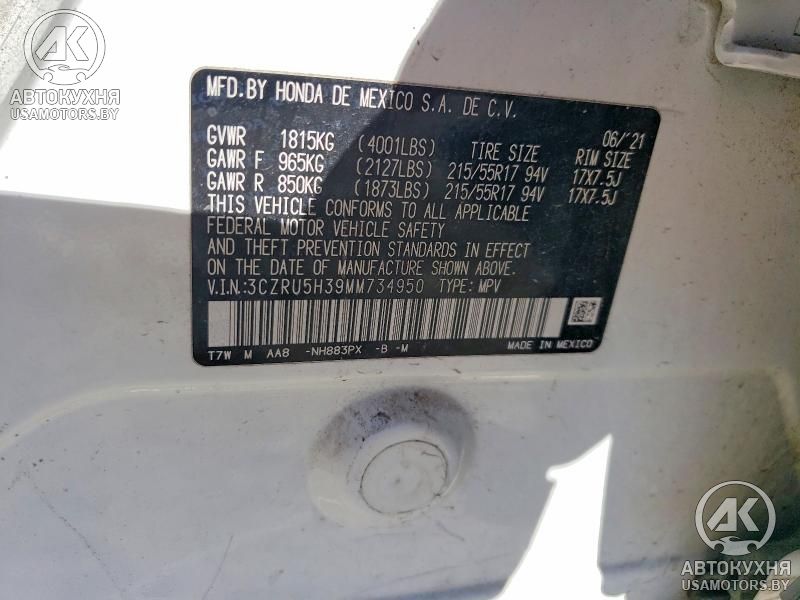 AK
АВТОКУХНЯ
USAMOTORS.BY
MFD.BY HONDA DE MEXICO S.A. DE C.V.
06/'21
GVWR 1815KG (4001LBS) TIRE SIZE RIM SIZE
GAWR F 965KG (2127LBS) 215/55R17 94V 17X7.5J
GAWR R 850KG (1873LBS) 215/55R17 94V 17X7.5J
THIS VEHICLE CONFORMS TO ALL APPLICABLE
FEDERAL MOTOR VEHICLE SAFETY
AND THEFT PREVENTION STANDARDS IN EFFECT
ON THE DATE OF MANUFACTURE SHOWN ABOVE.
V.I.N:3CZRU5H39MM734950 TYPE: MPV
T7W M AA8 -NH883PX -B -M MADE IN MEXICO
AK
АВТОКУХНЯ
USAMOTORS.BY